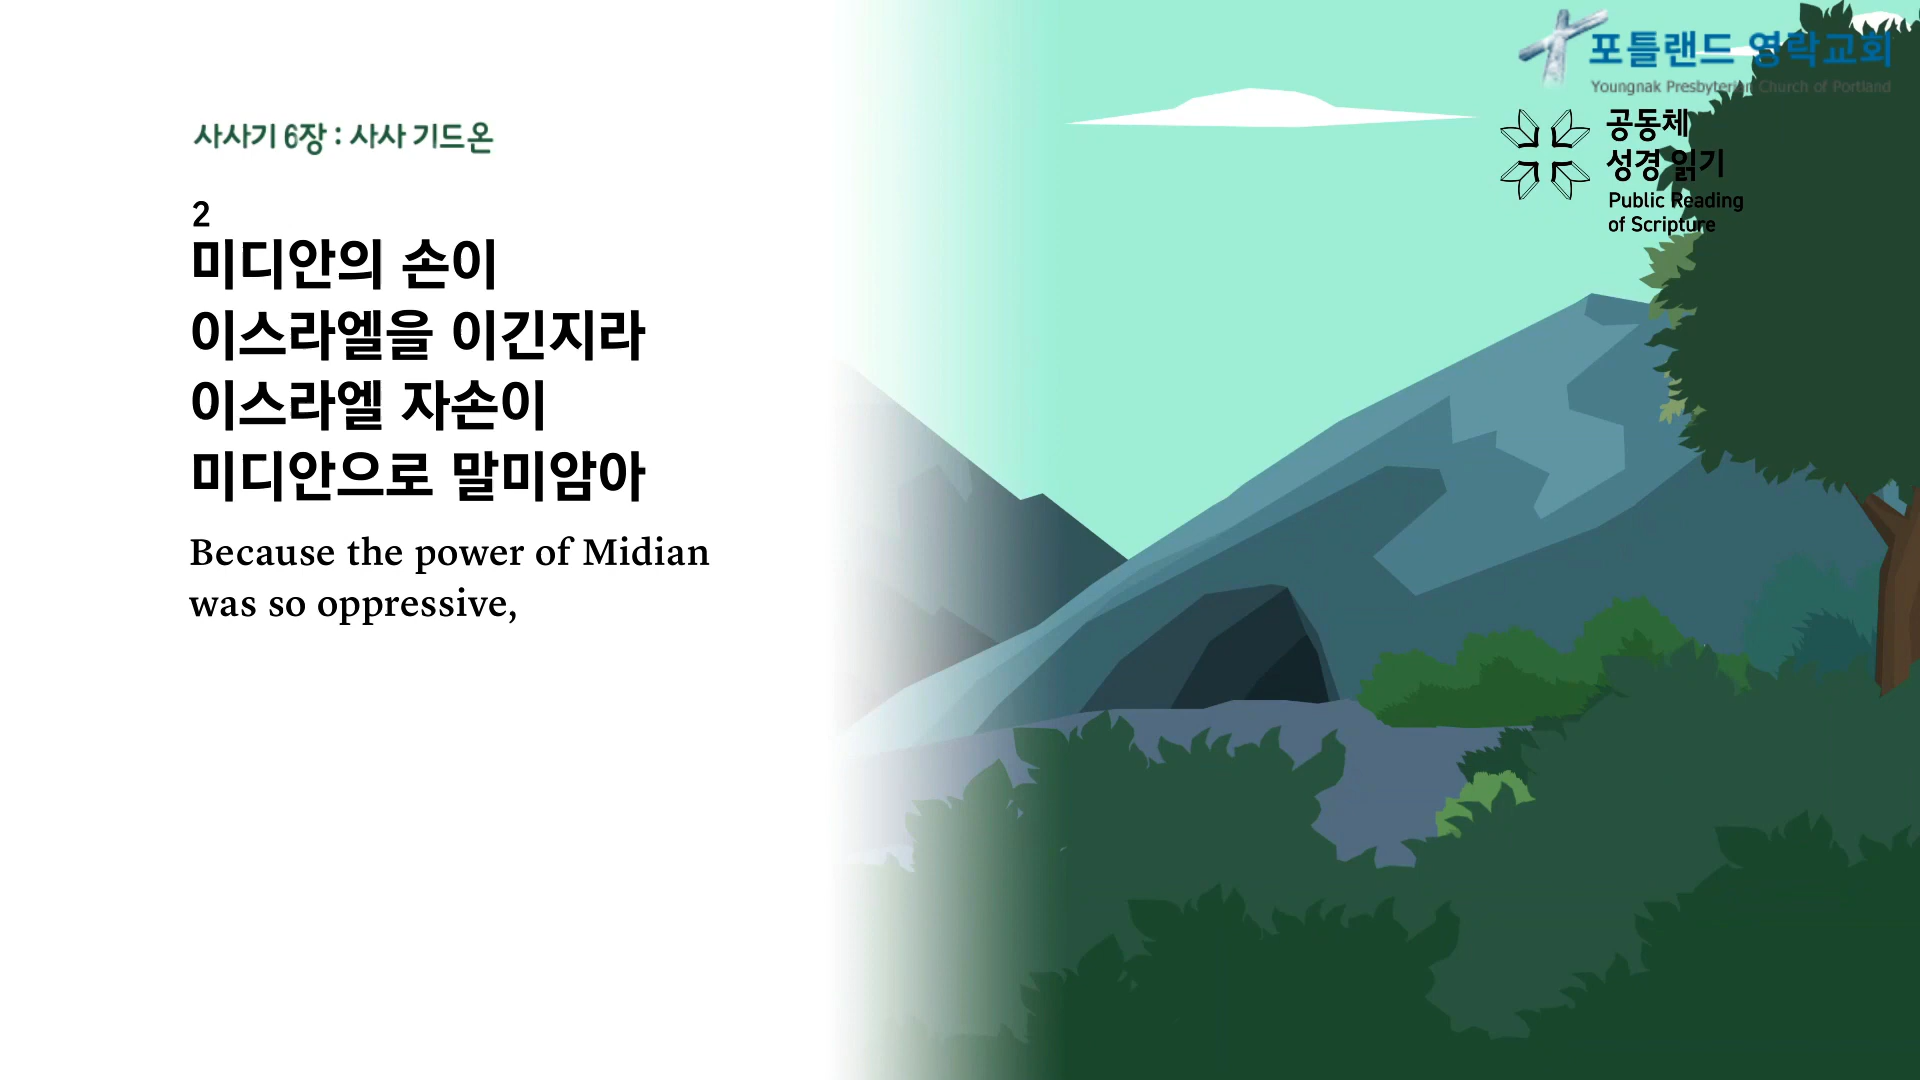 포틀랜드 영락교회
Youngnak Presbyterian Church of Portland
공동체
성경 읽기
Public Reading
of Scripture
사사기 6장 : 사사 기드온
2
미디안의 손이
이스라엘을 이긴지라
이스라엘 자손이
미디안으로 말미암아
Because the power of Midian
was so oppressive,